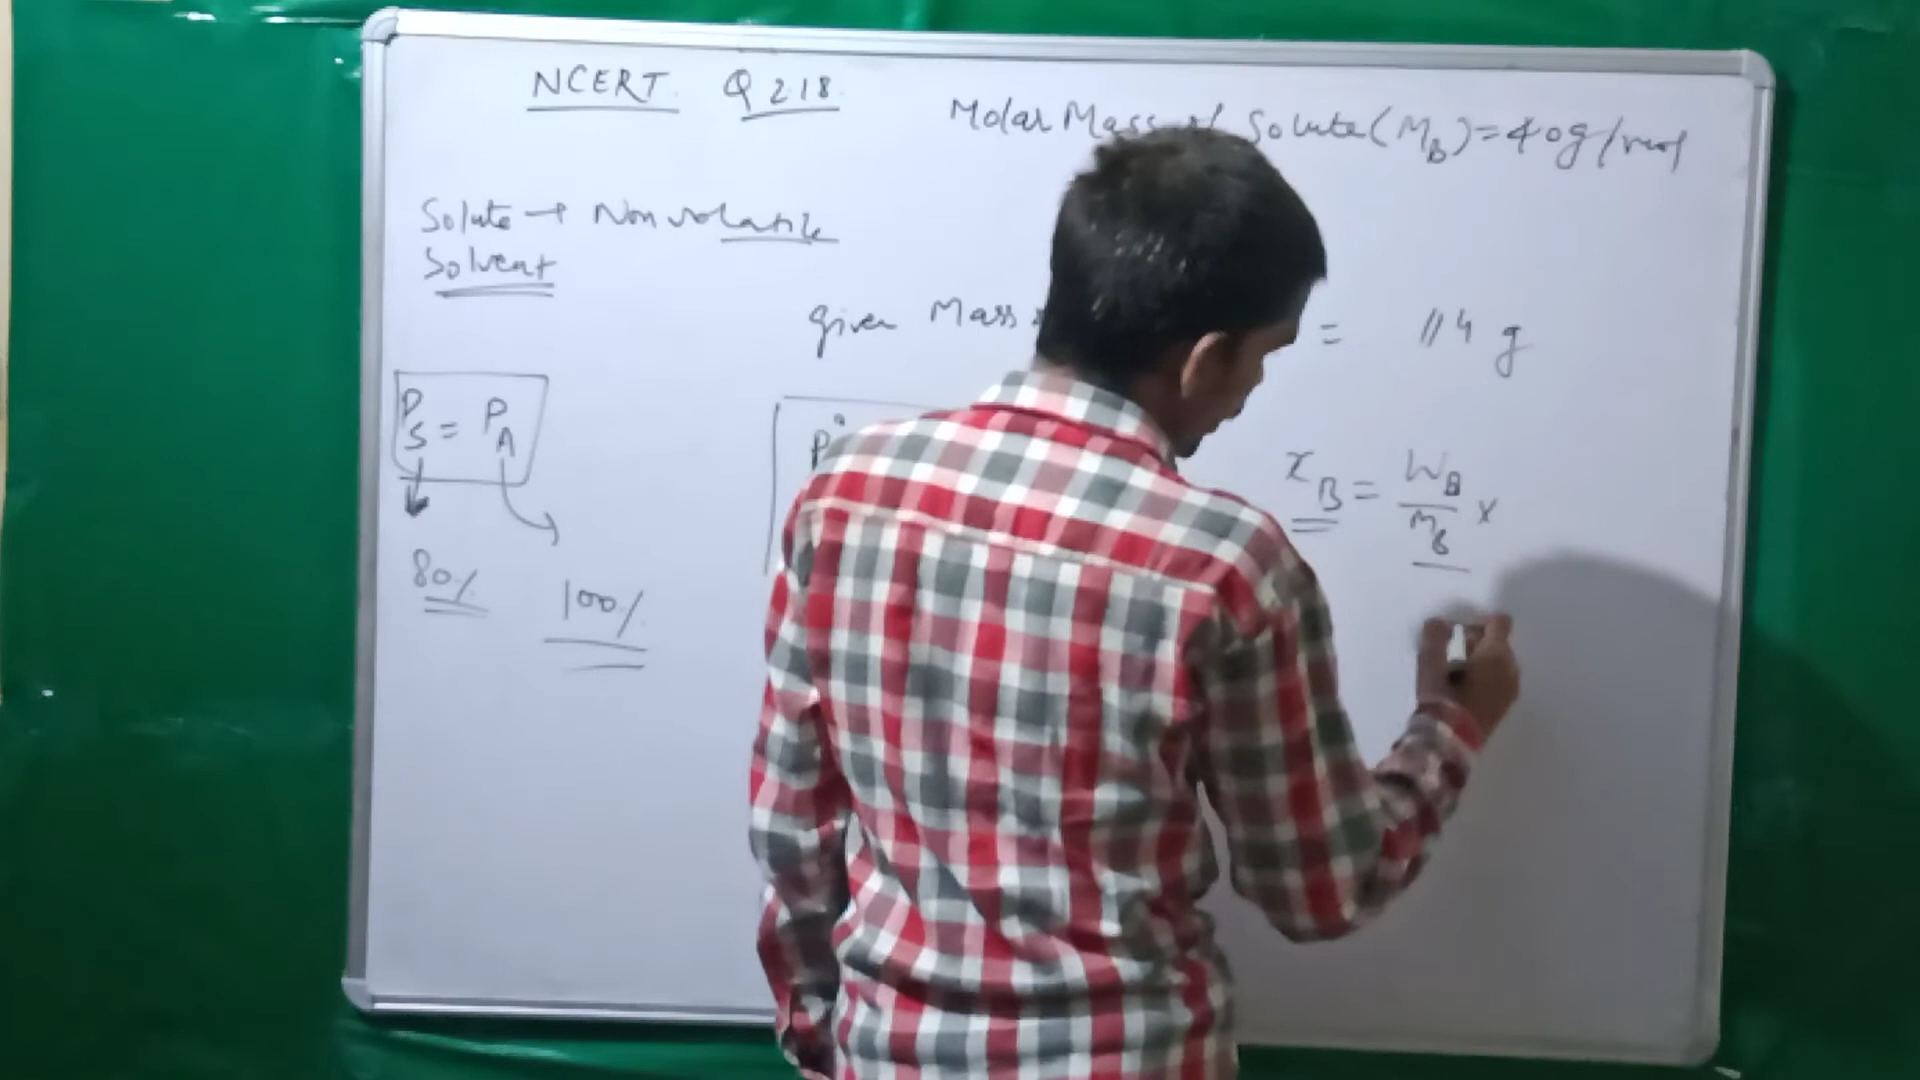 NCERT. Q 2.18.
Molar Mass of Solute (M_B) = 40g/mol
Solute → Non volatile
Solvent
given Mass
= 114 g
P_S = P_A
80%
100%
P°
x_B = W_B / M_B ×